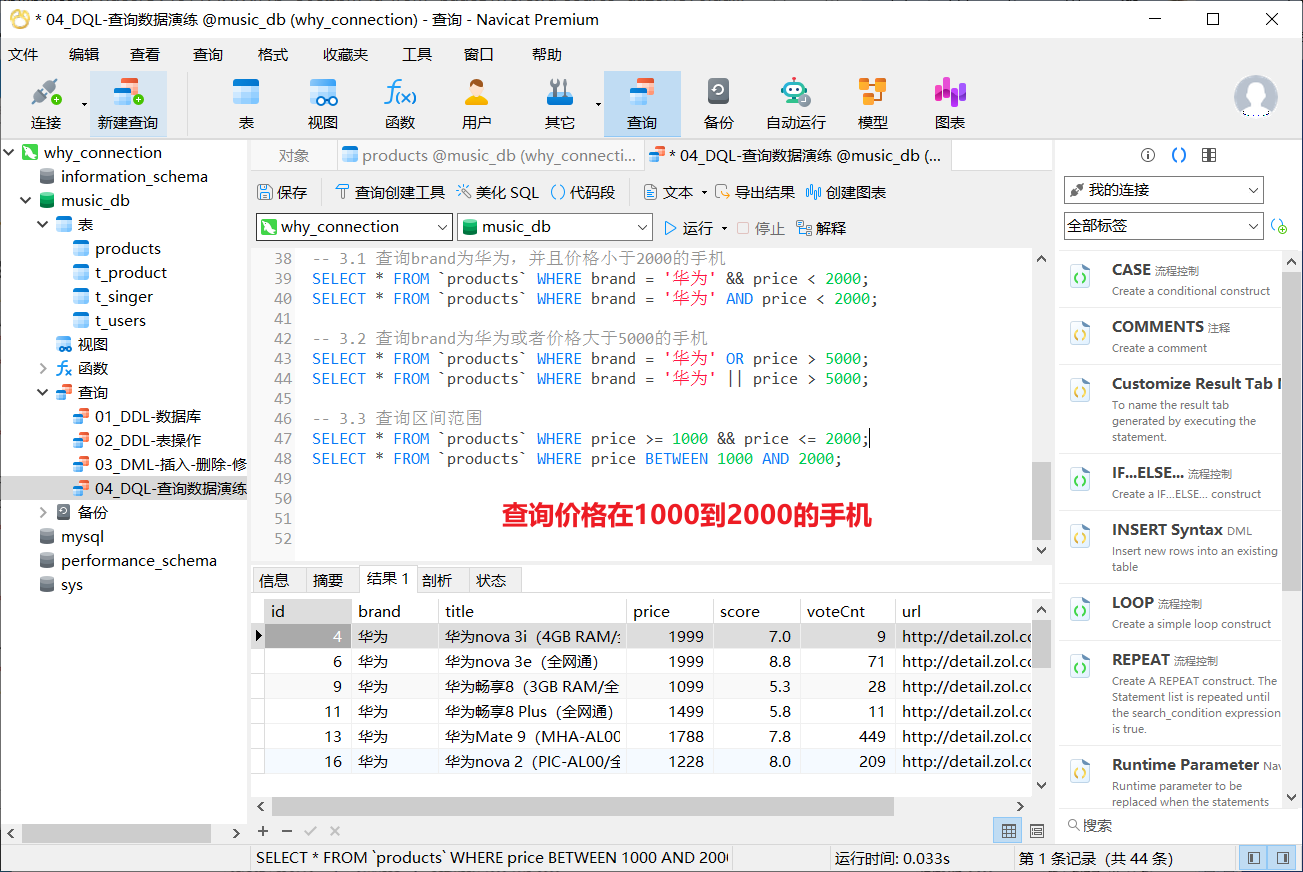 * 04_DQL-查询数据演练 @music_db (why_connection) - 查询 - Navicat Premium
文件 编辑 查看 查询 格式 收藏夹 工具 窗口 帮助
连接 新建查询 表 视图 函数 用户 其它 查询 备份 自动运行 模型 图表
why_connection
information_schema
music_db
表
products
t_product
t_singer
t_users
视图
函数
查询
01_DDL-数据库
02_DDL-表操作
03_DML-插入-删除-修
04_DQL-查询数据演练
备份
mysql
performance_schema
sys
对象 products @music_db (why_connecti... * 04_DQL-查询数据演练 @music_db (...
保存 查询创建工具 美化 SQL () 代码段 文本 导出结果 创建图表
why_connection music_db 运行 停止 解释
38 -- 3.1 查询brand为华为，并且价格小于2000的手机
39 SELECT * FROM `products` WHERE brand = '华为' && price < 2000;
40 SELECT * FROM `products` WHERE brand = '华为' AND price < 2000;
41
42 -- 3.2 查询brand为华为或者价格大于5000的手机
43 SELECT * FROM `products` WHERE brand = '华为' OR price > 5000;
44 SELECT * FROM `products` WHERE brand = '华为' || price > 5000;
45
46 -- 3.3 查询区间范围
47 SELECT * FROM `products` WHERE price >= 1000 && price <= 2000;
48 SELECT * FROM `products` WHERE price BETWEEN 1000 AND 2000;
49
50
51
52
查询价格在1000到2000的手机
信息 摘要 结果 1 剖析 状态
id brand title price score voteCnt url
4 华为 华为nova 3i（4GB RAM/ 1999 7.0 9 http://detail.zol.cc
6 华为 华为nova 3e（全网通） 1999 8.8 71 http://detail.zol.cc
9 华为 华为畅享8（3GB RAM/全 1099 5.3 28 http://detail.zol.cc
11 华为 华为畅享8 Plus（全网通） 1499 5.8 11 http://detail.zol.cc
13 华为 华为Mate 9（MHA-AL00 1788 7.8 449 http://detail.zol.cc
16 华为 华为nova 2（PIC-AL00/全 1228 8.0 209 http://detail.zol.cc
SELECT * FROM `products` WHERE price BETWEEN 1000 AND 200 运行时间: 0.033s 第 1 条记录（共 44 条）
我的连接
全部标签
CASE 流程控制
Create a conditional construct
COMMENTS 注释
Create a comment
Customize Result Tab N
To name the result tab
generated by executing the
statement.
IF...ELSE... 流程控制
Create a IF...ELSE... construct
INSERT Syntax DML
Insert new rows into an existing
table
LOOP 流程控制
Create a simple loop construct
REPEAT 流程控制
Create A REPEAT construct. The
Statement list is repeated until
the search_condition expression
is true.
Runtime Parameter Nav
Runtime parameter to be
replaced when the statements
搜索